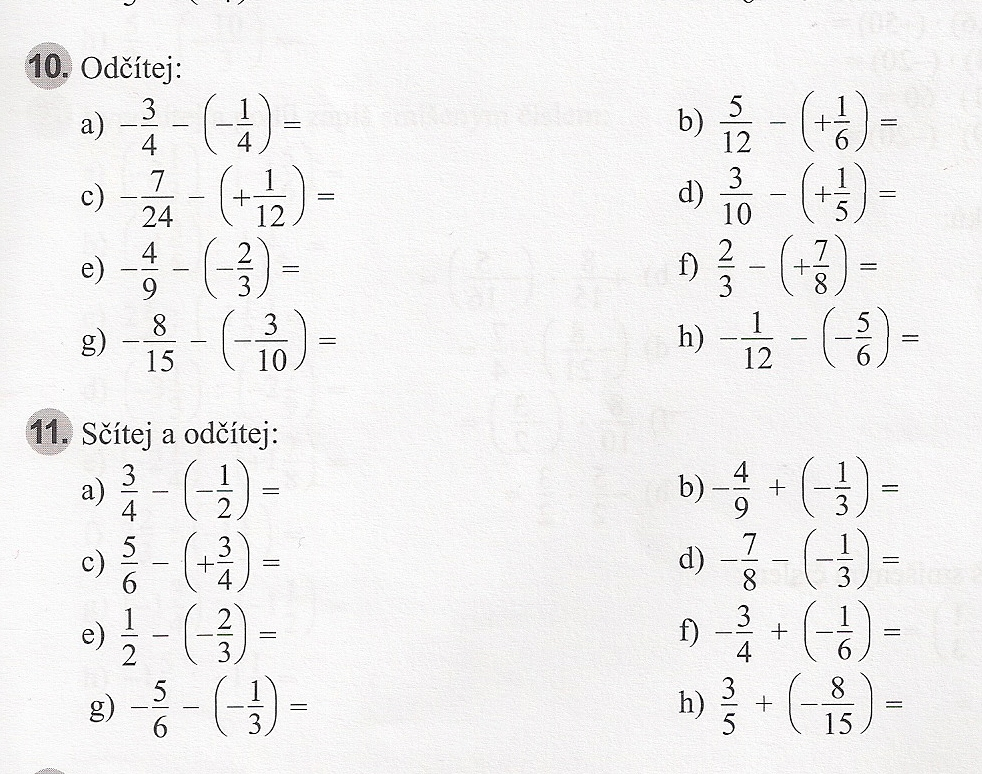 10. Odčítej:
a) -3/4 - (-1/4) =
b) 5/12 - (+1/6) =
c) -7/24 - (+1/12) =
d) 3/10 - (+1/5) =
e) -4/9 - (-2/3) =
f) 2/3 - (+7/8) =
g) -8/15 - (-3/10) =
h) -1/12 - (-5/6) =
11. Sčítej a odčítej:
a) 3/4 - (-1/2) =
b) -4/9 + (-1/3) =
c) 5/6 - (+3/4) =
d) -7/8 - (-1/3) =
e) 1/2 - (-2/3) =
f) -3/4 + (-1/6) =
g) -5/6 - (-1/3) =
h) 3/5 + (-8/15) =